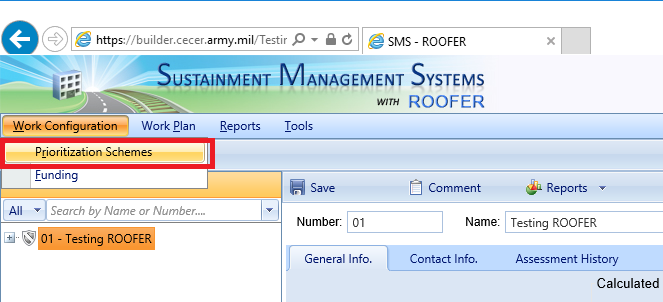 https://builder.cecer.army.mil/Testir
SMS - ROOFER
SUSTAINMENT MANAGEMENT SYSTEMS
WITH ROOFER
Work Configuration Work Plan Reports Tools
Prioritization Schemes
Funding
Save Comment Reports
All Search by Name or Number....
Number: 01 Name: Testing ROOFER
01 - Testing ROOFER
General Info. Contact Info. Assessment History
Calculated